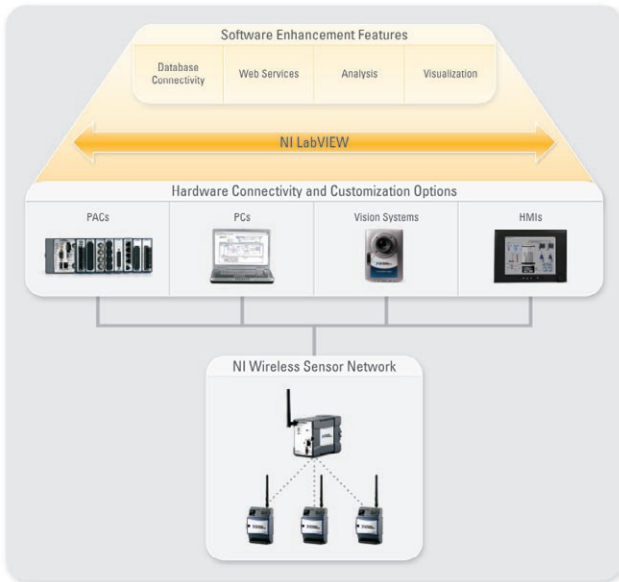 Software Enhancement Features
Database
Connectivity
Web Services
Analysis
Visualization
NI LabVIEW
Hardware Connectivity and Customization Options
PACs
PCs
Vision Systems
HMIs
NI Wireless Sensor Network